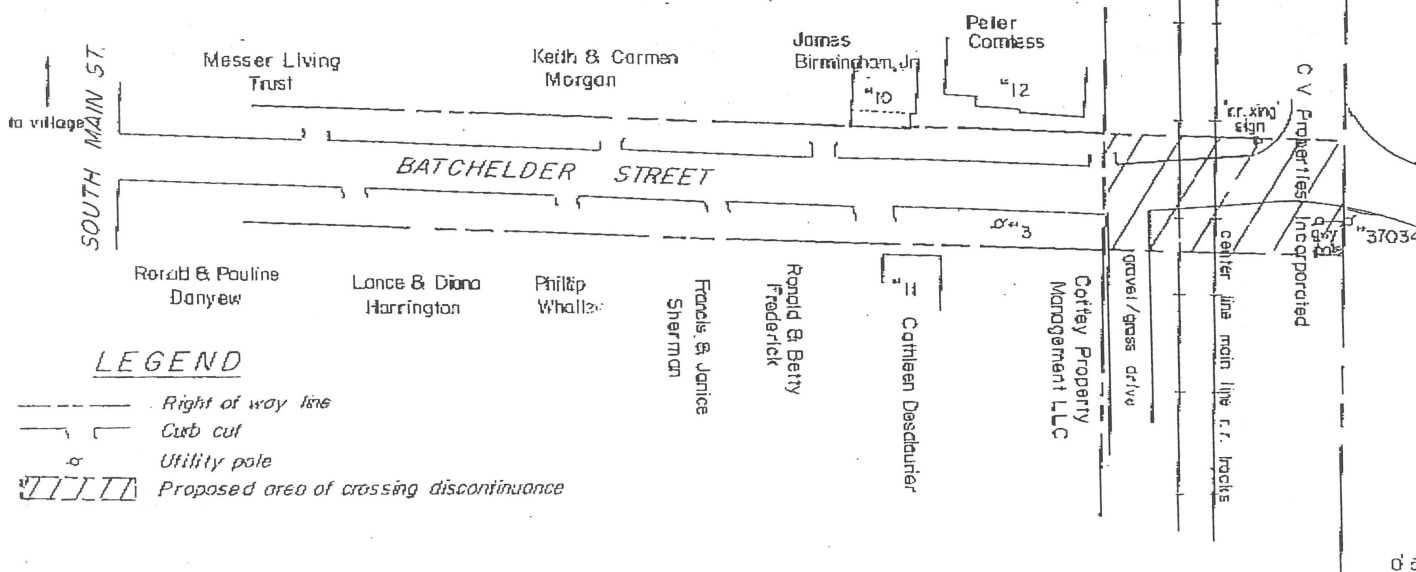 to village
SOUTH MAIN ST.
Messer Living
Trust
Keith & Carmen
Morgan
James
Birmingham, Jr.
"10
Peter
Comtess
"12
"r.r. xing"
sign
C V Properties Incorporated
BATCHELDER STREET
"3
"37034
Ronald & Pauline
Danyew
Lance & Diana
Harrington
Phillip
Whalley
Francis & Janice
Sherman
Ronald & Betty
Frederick
"11
Cathleen Desalaurier
Coffey Property
Management LLC
gravel/grass drive
center line main line r.r. tracks
LEGEND
Right of way line
Curb cut
Utility pole
Proposed area of crossing discontinuance